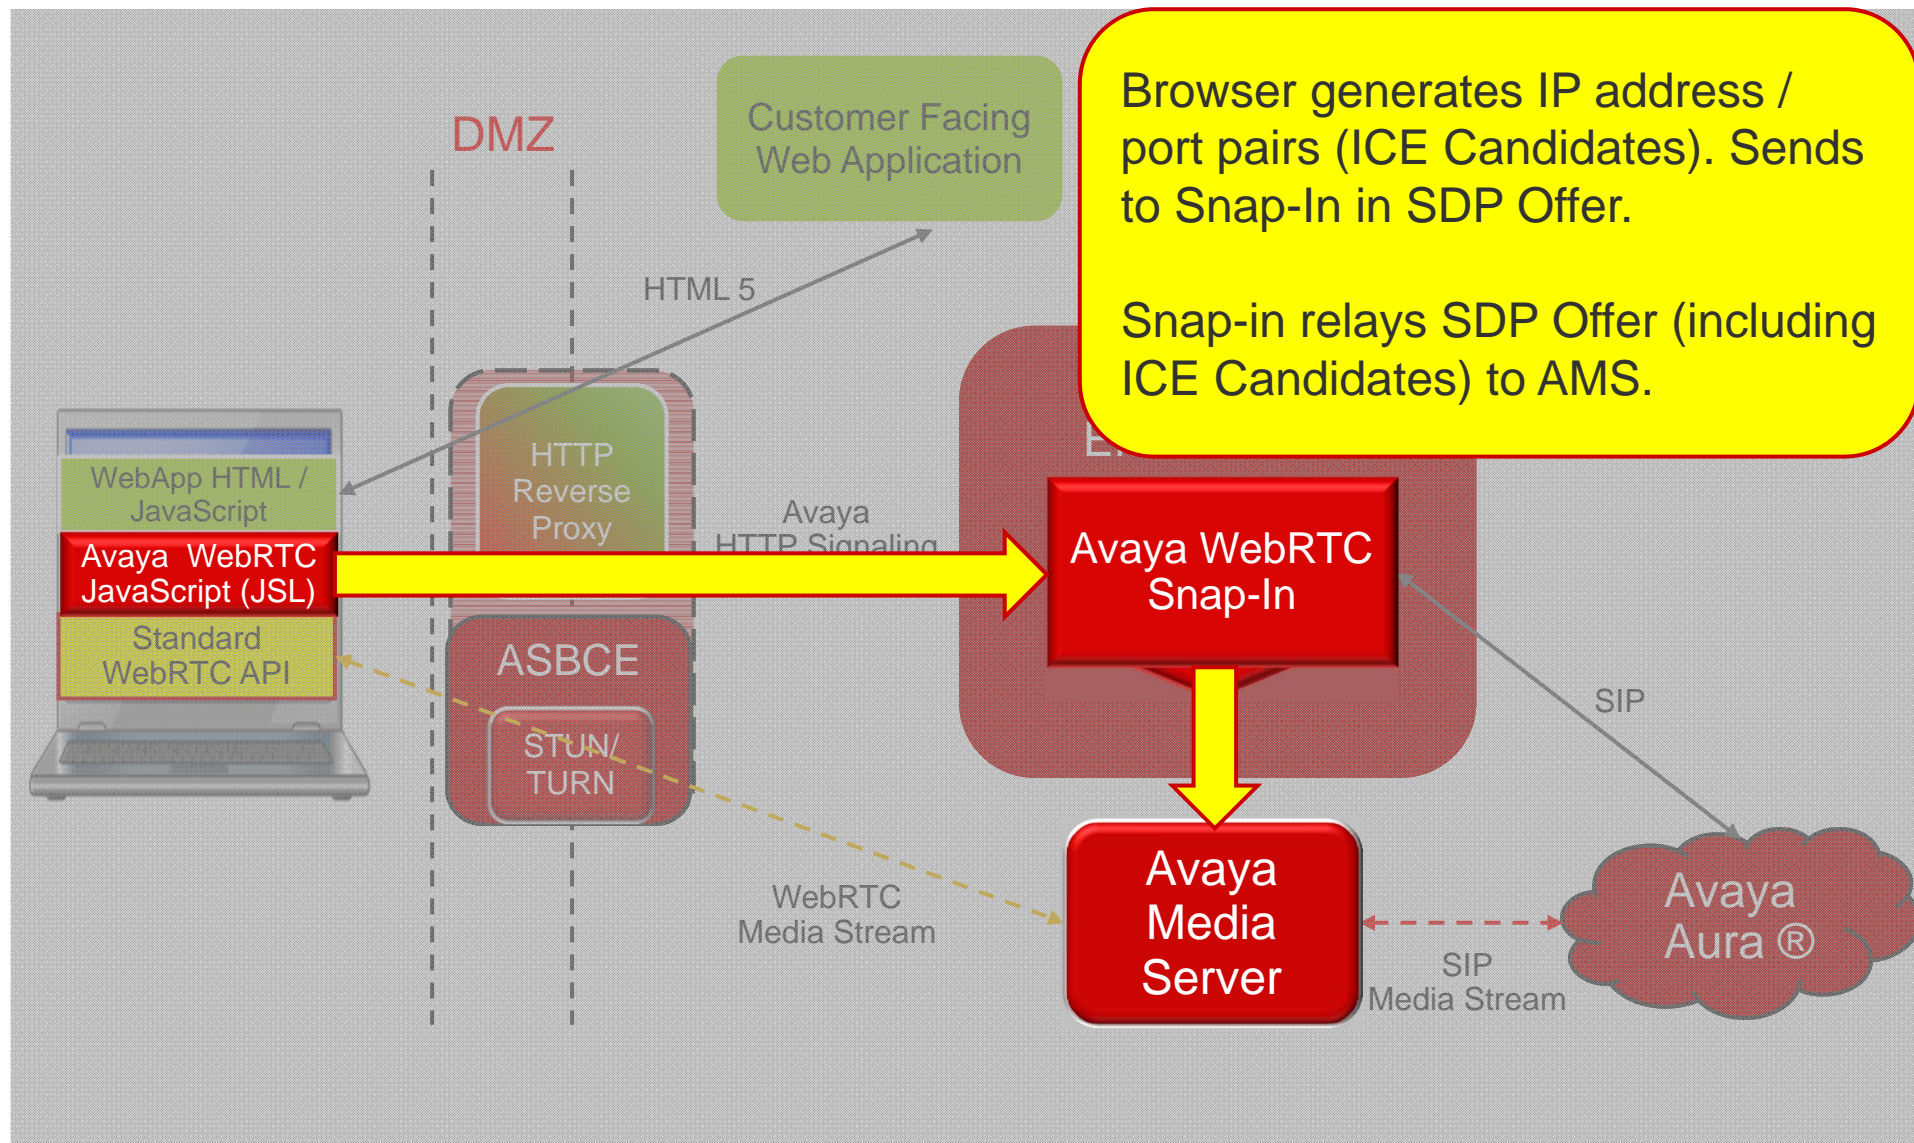 Browser generates IP address /
port pairs (ICE Candidates). Sends
to Snap-In in SDP Offer.
Snap-in relays SDP Offer (including
ICE Candidates) to AMS.
Customer Facing
Web Application
DMZ
HTML 5
HTTP
Reverse
Proxy
WebApp HTML /
JavaScript
Avaya WebRTC
JavaScript (JSL)
Standard
WebRTC API
Avaya
HTTP Signaling
Avaya WebRTC
Snap-In
ASBCE
STUN/
TURN
SIP
WebRTC
Media Stream
Avaya
Media
Server
SIP
Media Stream
Avaya
Aura ®